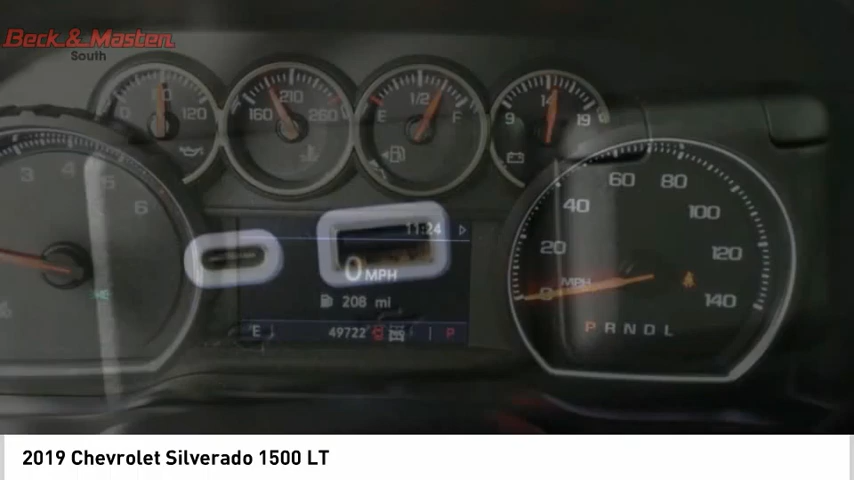 Beck & Masten
South
0 120
160 210 260
E 1/2 F
9 14 19
3 4 5 6
11:24
0 MPH
208 mi
E 49722 P
0 20 40 60 80 100 120 140
MPH
P R N D L
2019 Chevrolet Silverado 1500 LT